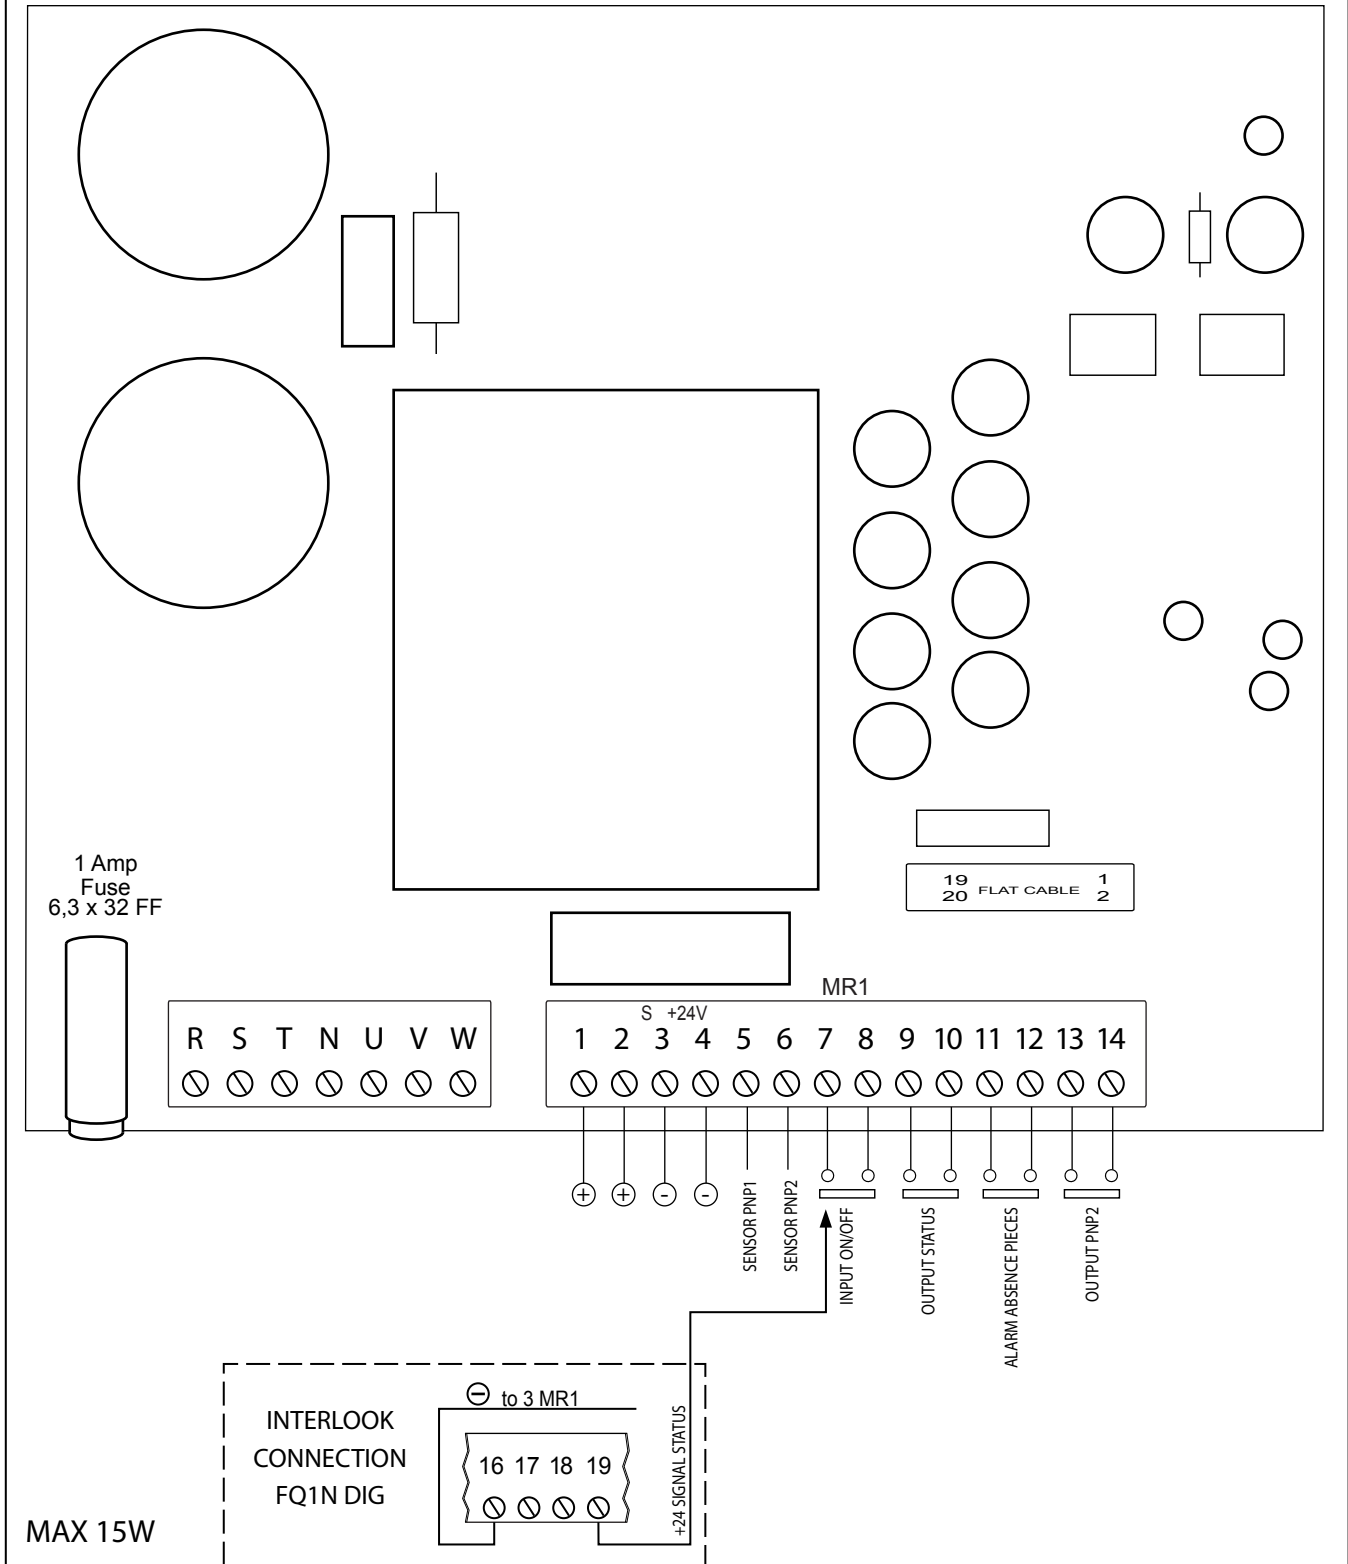 1 Amp
Fuse
6,3 x 32 FF
19 FLAT CABLE 1
20 2
MR1
S +24V
R S T N U V W
1 2 3 4 5 6 7 8 9 10 11 12 13 14
+ + - -
SENSOR PNP1
SENSOR PNP2
INPUT ON/OFF
OUTPUT STATUS
ALARM ABSENCE PIECES
OUTPUT PNP2
- to 3 MR1
INTERLOOK
CONNECTION
FQ1N DIG
16 17 18 19
+24 SIGNAL STATUS
MAX 15W